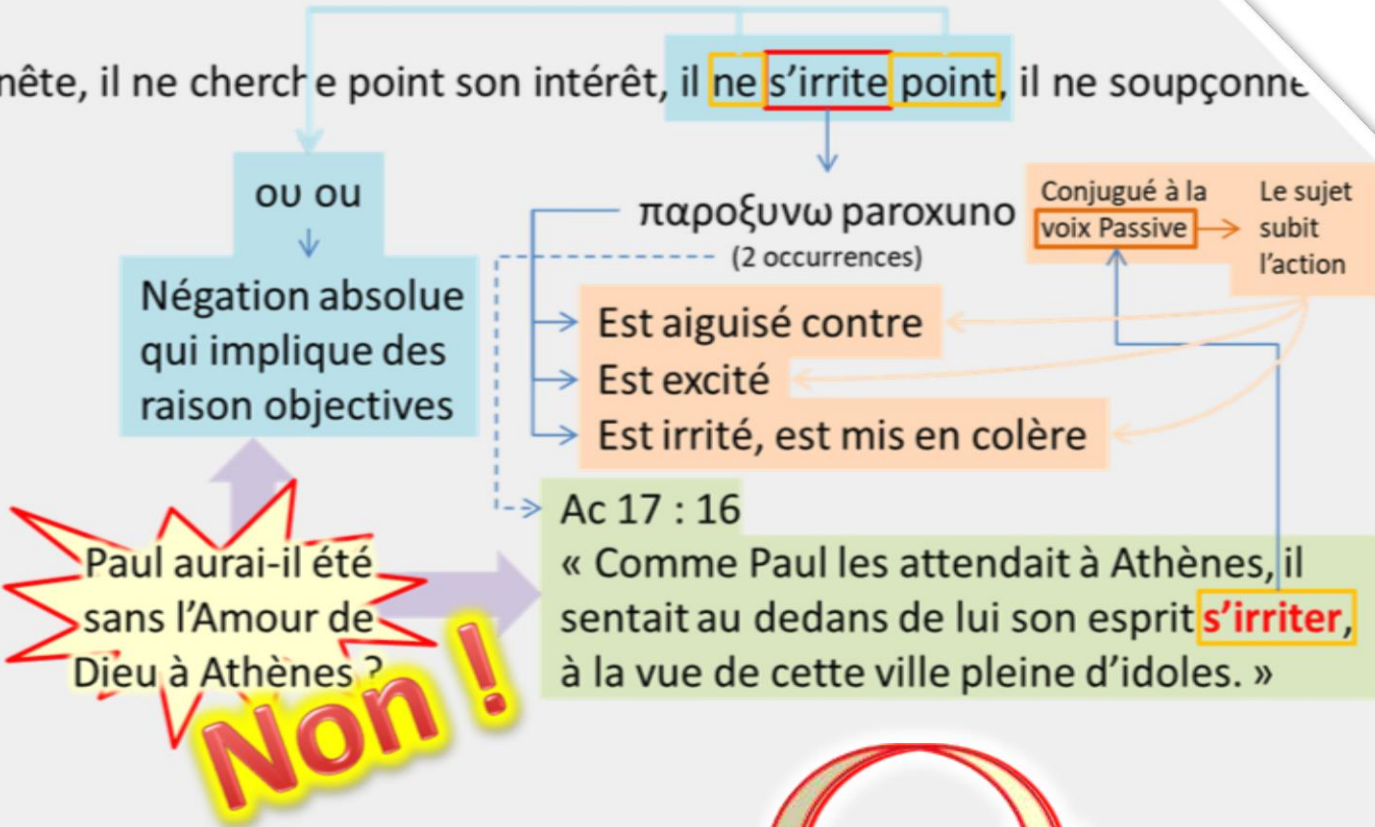 nête, il ne cherche point son intérêt, il ne s’irrite point, il ne soupçonne
ου ou
Négation absolue
qui implique des
raison objectives
παροξυνω paroxuno
(2 occurrences)
Conjugué à la
voix Passive
Le sujet
subit
l’action
Est aiguisé contre
Est excité
Est irrité, est mis en colère
Ac 17 : 16
« Comme Paul les attendait à Athènes, il
sentait au dedans de lui son esprit s’irriter,
à la vue de cette ville pleine d’idoles. »
Paul aurai-il été
sans l’Amour de
Dieu à Athènes ?
Non !